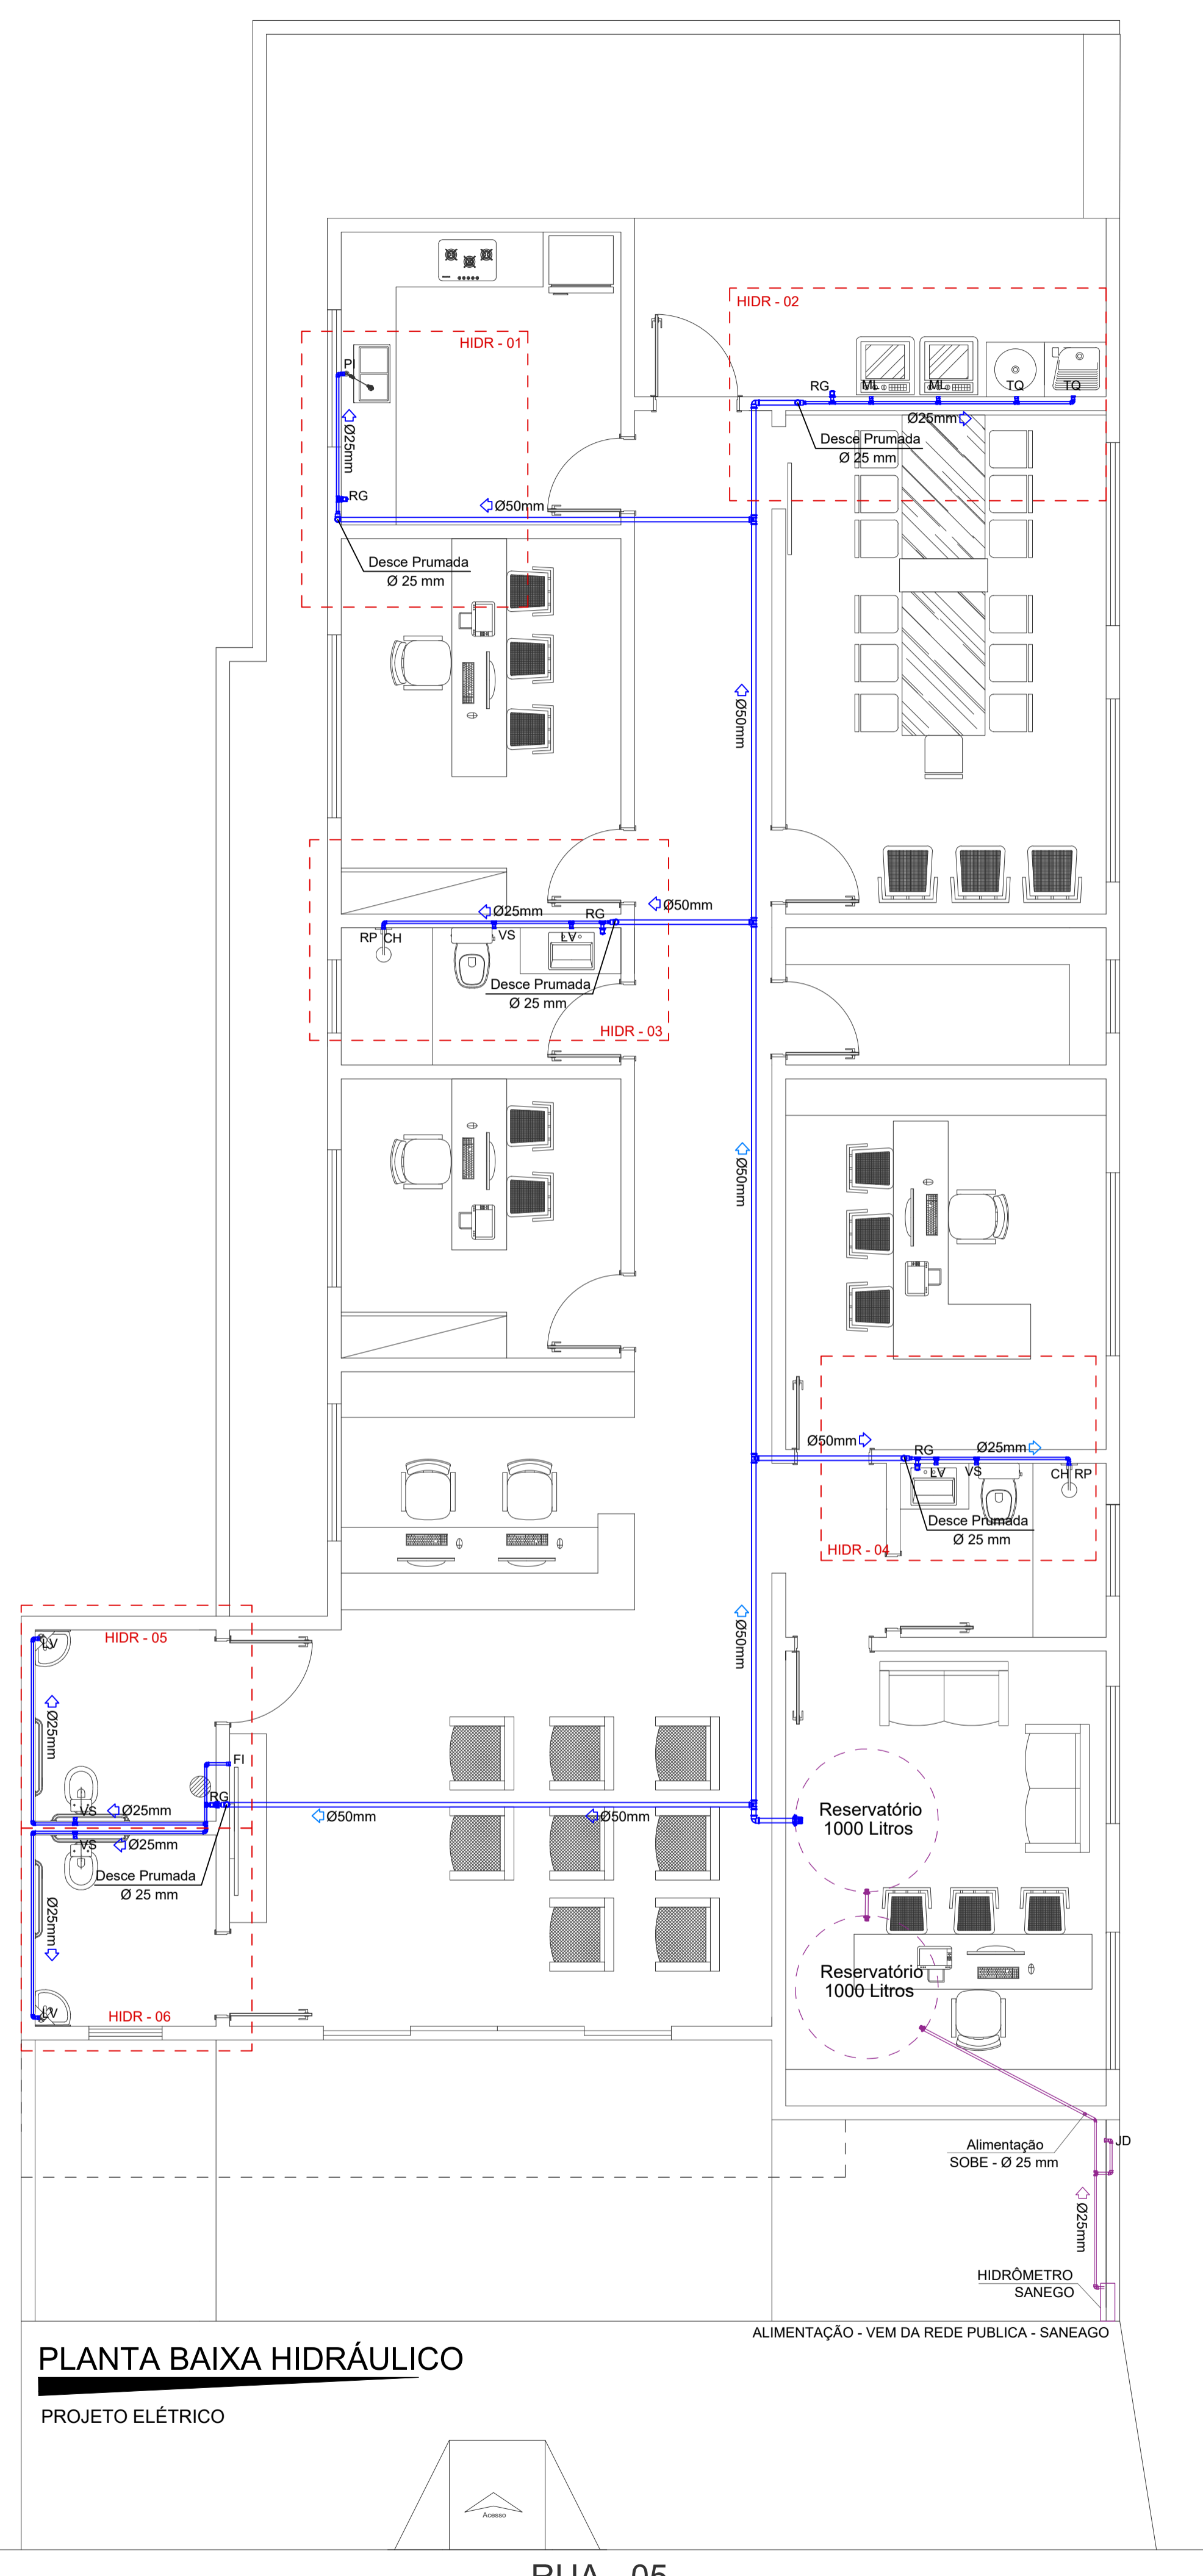 HIDR - 02
HIDR - 01
PI
RG
ML
ML
TQ
TQ
Ø25mm
Ø25mm
Desce Prumada
Ø 25 mm
RG
Ø50mm
Desce Prumada
Ø 25 mm
Ø50mm
Ø25mm
RG
Ø50mm
RP
CH
VS
LV
Desce Prumada
Ø 25 mm
HIDR - 03
Ø50mm
Ø50mm
RG
Ø25mm
LV
VS
CH
RP
Desce Prumada
Ø 25 mm
HIDR - 04
Ø50mm
HIDR - 05
LV
Ø25mm
FI
RG
VS
Ø25mm
Ø50mm
Ø50mm
Reservatório
1000 Litros
VS
Ø25mm
Desce Prumada
Ø 25 mm
Ø25mm
LV
HIDR - 06
Reservatório
1000 Litros
Alimentação
SOBE - Ø 25 mm
JD
Ø25mm
HIDRÔMETRO
SANEGO
ALIMENTAÇÃO - VEM DA REDE PUBLICA - SANEAGO
PLANTA BAIXA HIDRÁULICO
PROJETO ELÉTRICO
Acesso
RUA - 05